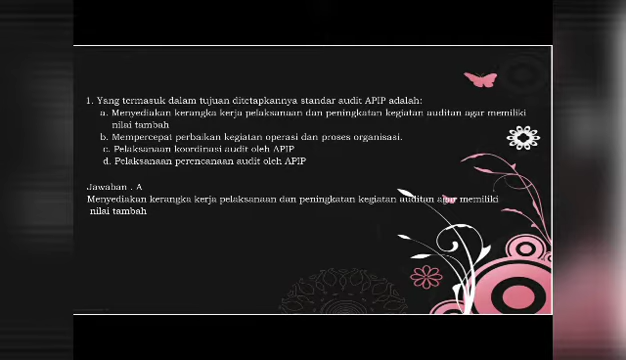 1. Yang termasuk dalam tujuan ditetapkannya standar audit APIP adalah:
a. Menyediakan kerangka kerja pelaksanaan dan peningkatan kegiatan auditan agar memiliki
nilai tambah
b. Mempercepat perbaikan kegiatan operasi dan proses organisasi.
c. Pelaksanaan koordinasi audit oleh APIP
d. Pelaksanaan perencanaan audit oleh APIP
Jawaban . A
Menyediakan kerangka kerja pelaksanaan dan peningkatan kegiatan auditan agar memiliki
nilai tambah